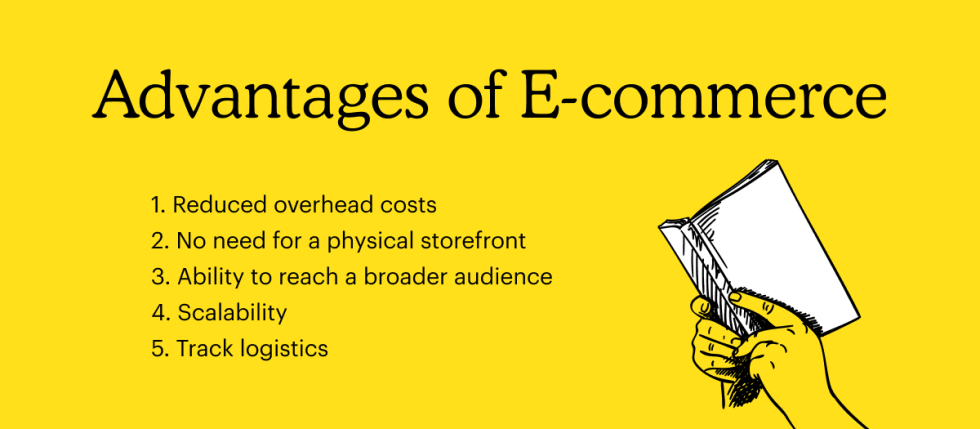 Advantages of E-commerce
1. Reduced overhead costs
2. No need for a physical storefront
3. Ability to reach a broader audience
4. Scalability
5. Track logistics